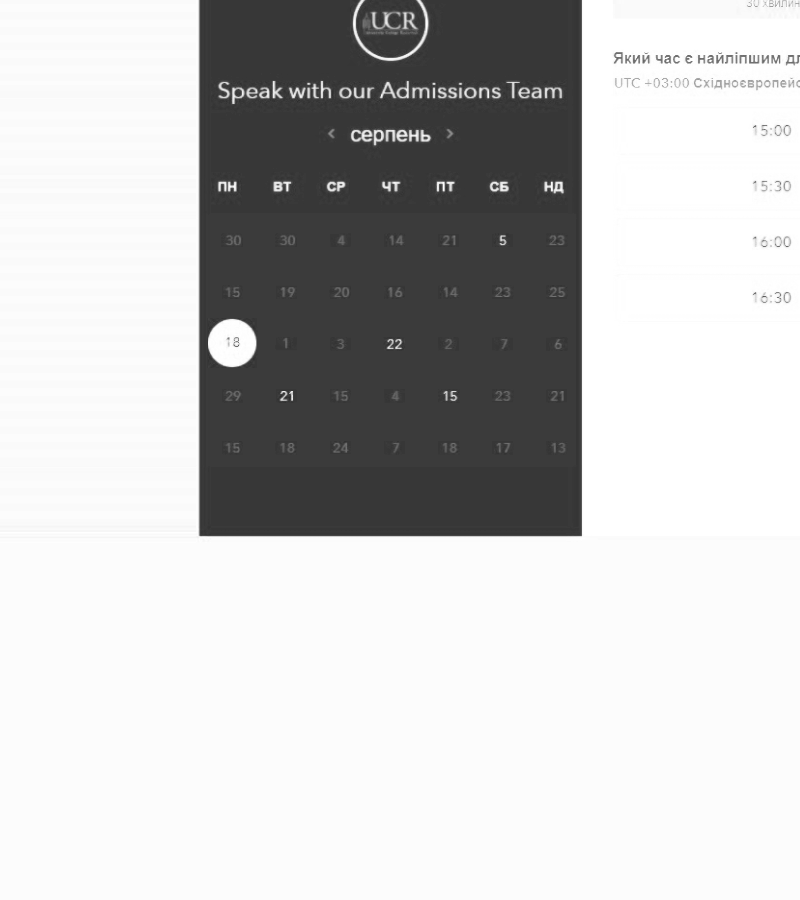 UCR
Speak with our Admissions Team
серпень
ПН ВТ СР ЧТ ПТ СБ НД
30 30 4 14 21 5 23
15 19 20 16 14 23 25
18 1 3 22 2 7 6
29 21 15 4 15 23 21
15 18 24 7 18 17 13
30 хвилин
Який час є найліпшим дл
UTC +03:00 Східноєвропейс
15:00
15:30
16:00
16:30